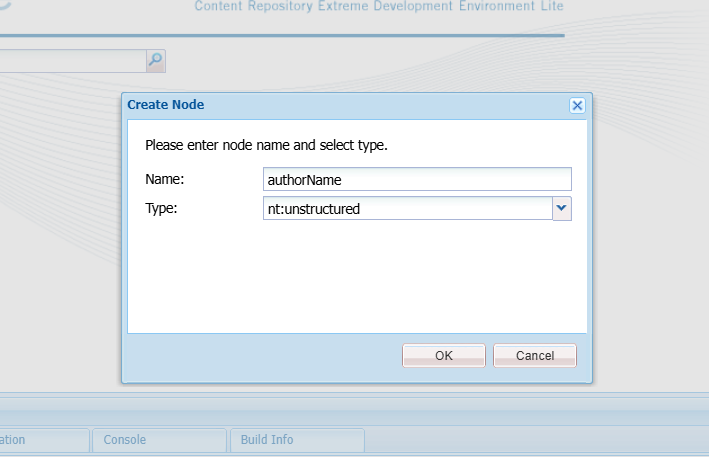 Content Repository Extreme Development Environment Lite
Create Node
Please enter node name and select type.
Name: authorName
Type: nt:unstructured
OK Cancel
Console Build Info